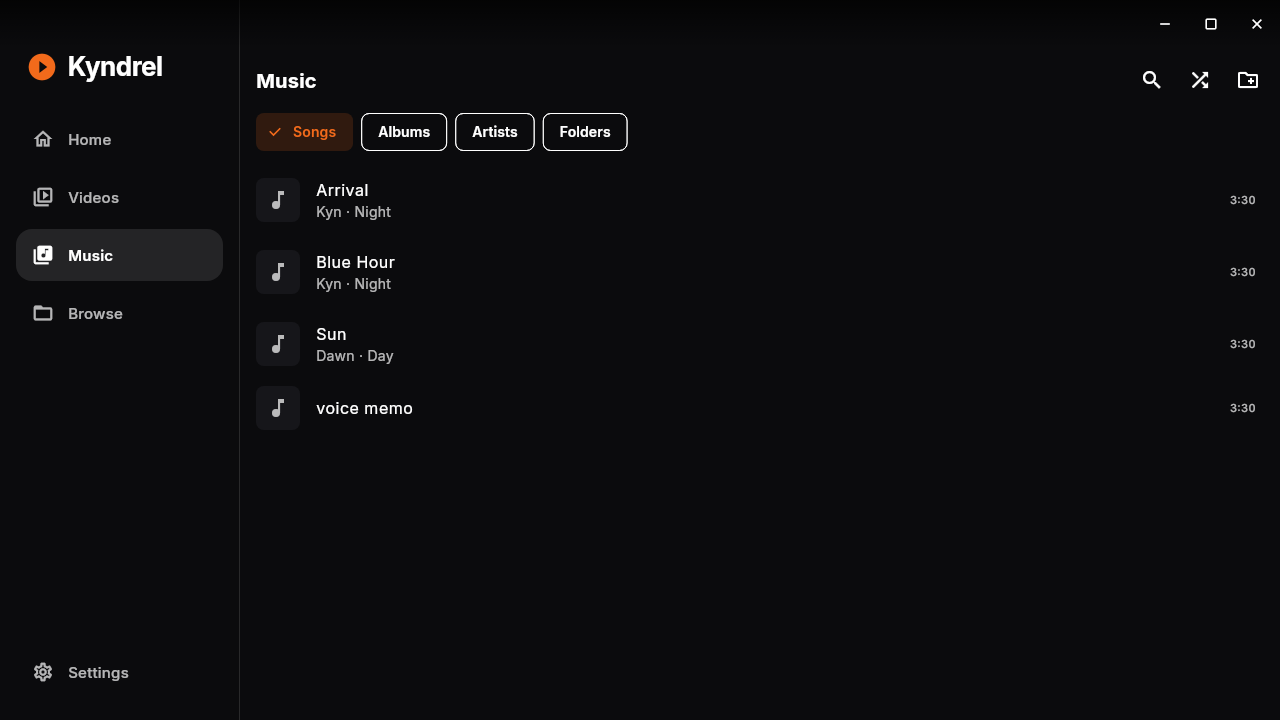 Kyndrel
Home
Videos
Music
Browse
Settings
Music
Songs
Albums
Artists
Folders
Arrival
Kyn · Night
3:30
Blue Hour
Kyn · Night
3:30
Sun
Dawn · Day
3:30
voice memo
3:30